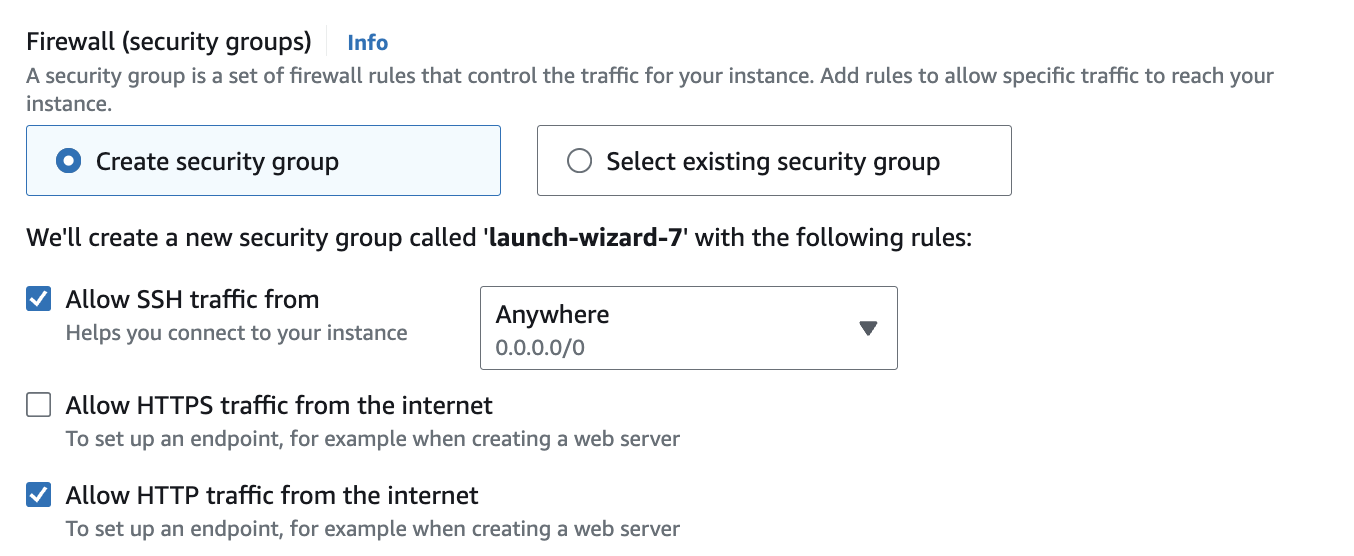 Firewall (security groups) Info
A security group is a set of firewall rules that control the traffic for your instance. Add rules to allow specific traffic to reach your
instance.
Create security group
Select existing security group
We'll create a new security group called 'launch-wizard-7' with the following rules:
Allow SSH traffic from
Helps you connect to your instance
Anywhere
0.0.0.0/0
Allow HTTPS traffic from the internet
To set up an endpoint, for example when creating a web server
Allow HTTP traffic from the internet
To set up an endpoint, for example when creating a web server